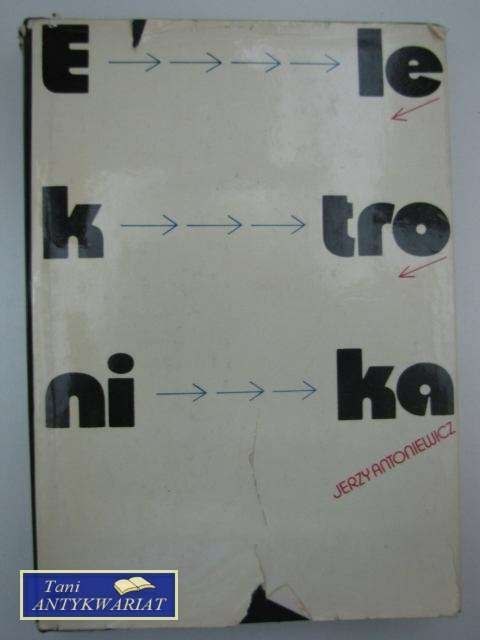 E le
k tro
ni ka
JERZY ANTONIEWICZ
Tani
ANTYKWARIAT